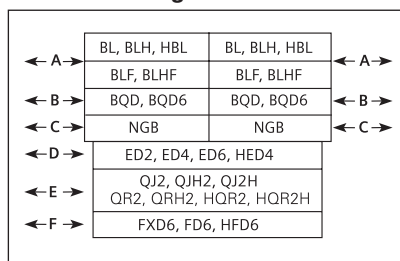 BL, BLH, HBL BL, BLH, HBL
A A
BLF, BLHF BLF, BLHF
B BQD, BQD6 BQD, BQD6 B
C NGB NGB C
D ED2, ED4, ED6, HED4
QJ2, QJH2, QJ2H
E
QR2, QRH2, HQR2, HQR2H
F FXD6, FD6, HFD6